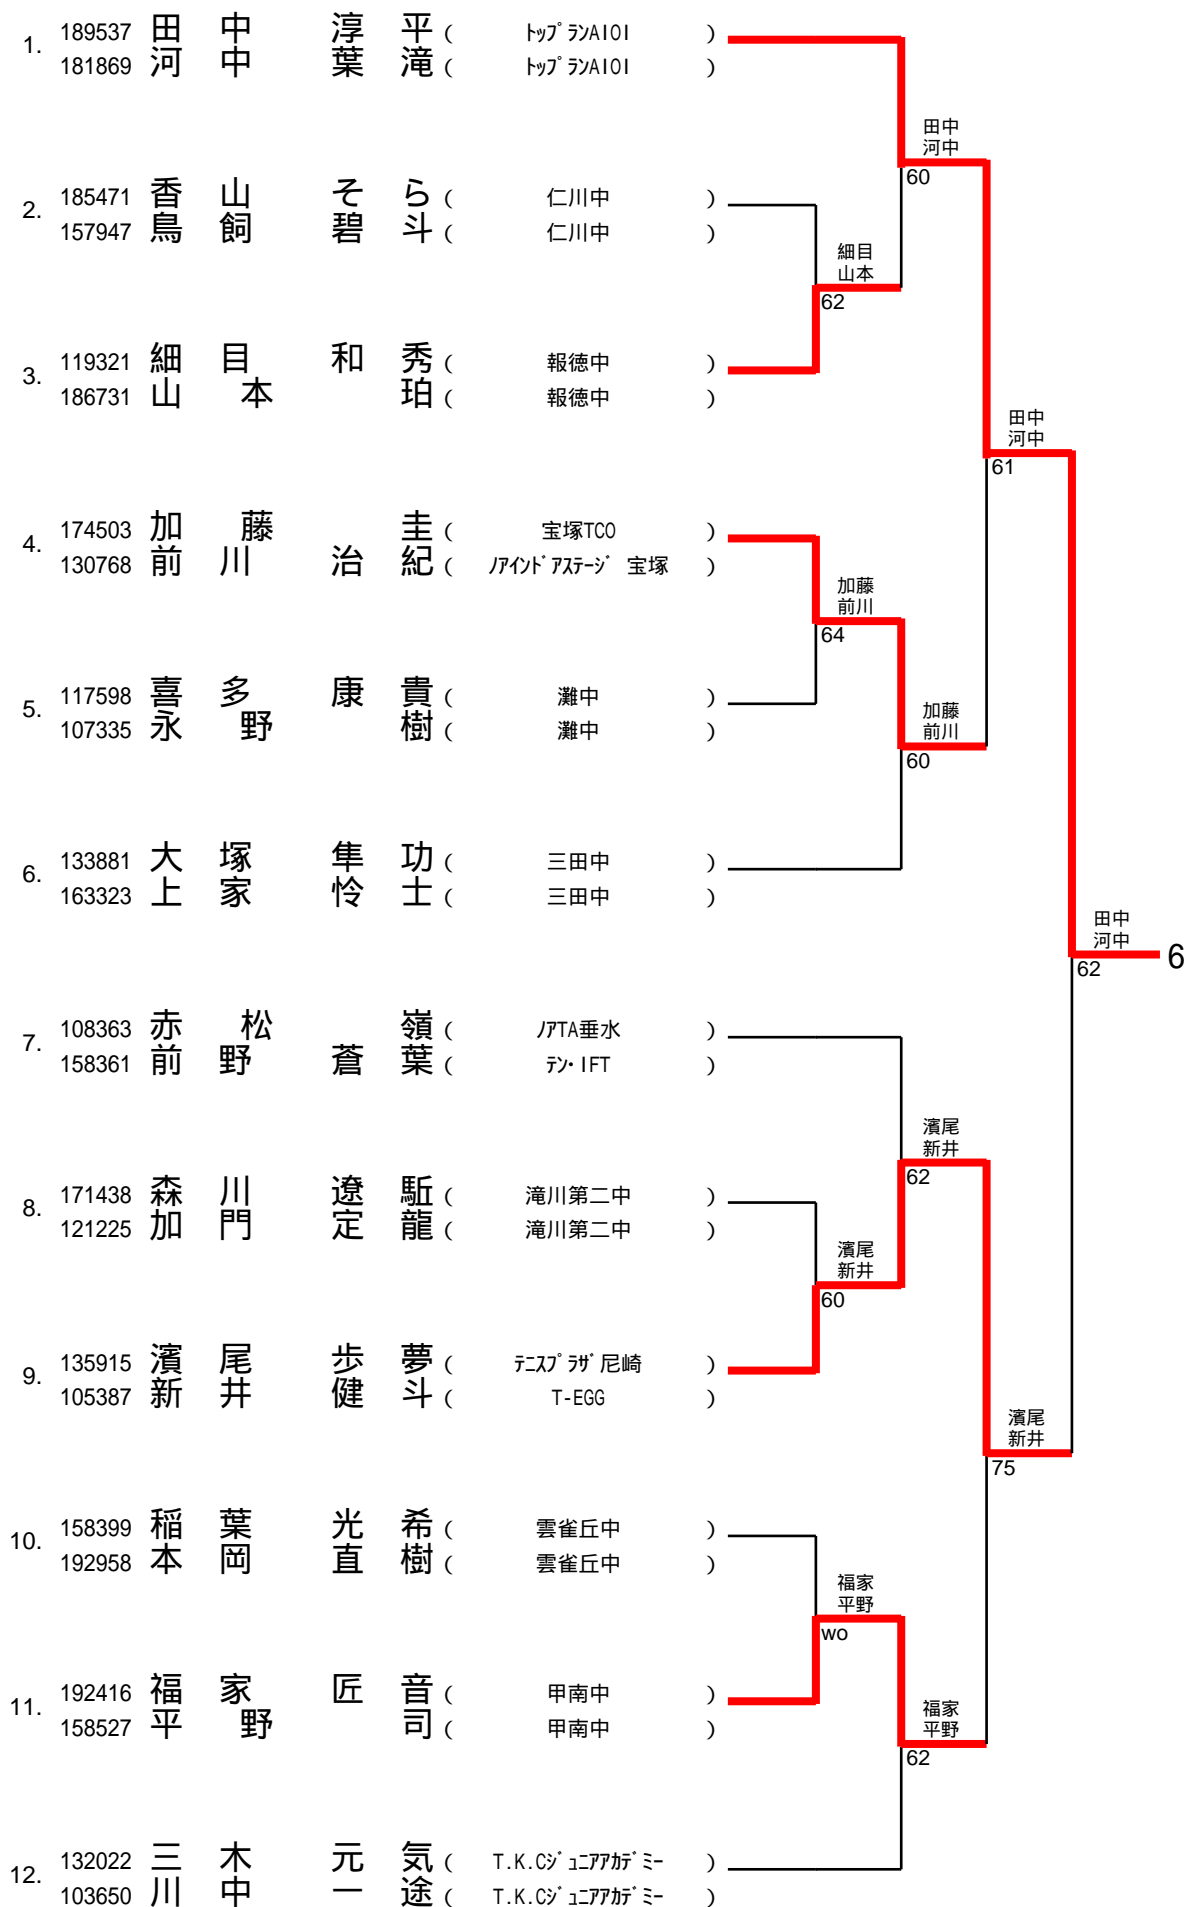 1. 189537 田中 淳平 ( トップランAIOI )
181869 河中 葉滝 ( トップランAIOI )
田中
河中
60
2. 185471 香山 そら ( 仁川中 )
157947 鳥飼 碧斗 ( 仁川中 )
細目
山本
62
3. 119321 細目 和秀 ( 報徳中 )
186731 山本 珀 ( 報徳中 )
田中
河中
61
4. 174503 加藤 圭 ( 宝塚TCO )
130768 前川 治紀 ( ノアインドアステージ 宝塚 )
加藤
前川
64
5. 117598 喜多 康貴 ( 灘中 )
107335 永野 樹 ( 灘中 )
加藤
前川
60
6. 133881 大塚 隼功 ( 三田中 )
163323 上家 怜士 ( 三田中 )
田中
河中
62
6
7. 108363 赤松 嶺 ( ノアTA垂水 )
158361 前野 蒼葉 ( テン・IFT )
濱尾
新井
62
8. 171438 森川 遼駈 ( 滝川第二中 )
121225 加門 定龍 ( 滝川第二中 )
濱尾
新井
60
9. 135915 濱尾 歩夢 ( テニスプラザ尼崎 )
105387 新井 健斗 ( T-EGG )
濱尾
新井
75
10. 158399 稲葉 光希 ( 雲雀丘中 )
192958 本岡 直樹 ( 雲雀丘中 )
福家
平野
wo
11. 192416 福家 匠音 ( 甲南中 )
158527 平野 司 ( 甲南中 )
福家
平野
62
12. 132022 三木 元気 ( T.K.Cジュニアアカデミー )
103650 川中 一途 ( T.K.Cジュニアアカデミー )